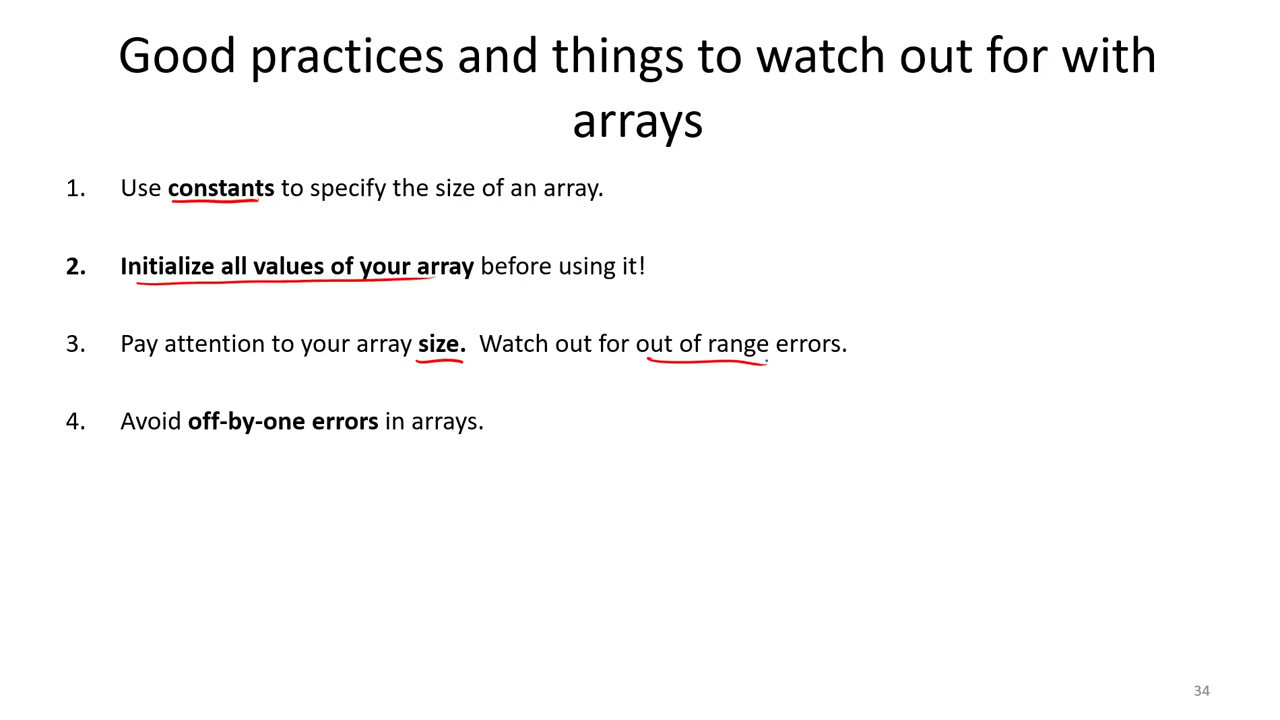 Good practices and things to watch out for with
arrays
1. Use constants to specify the size of an array.
2. Initialize all values of your array before using it!
3. Pay attention to your array size. Watch out for out of range errors.
4. Avoid off-by-one errors in arrays.
34